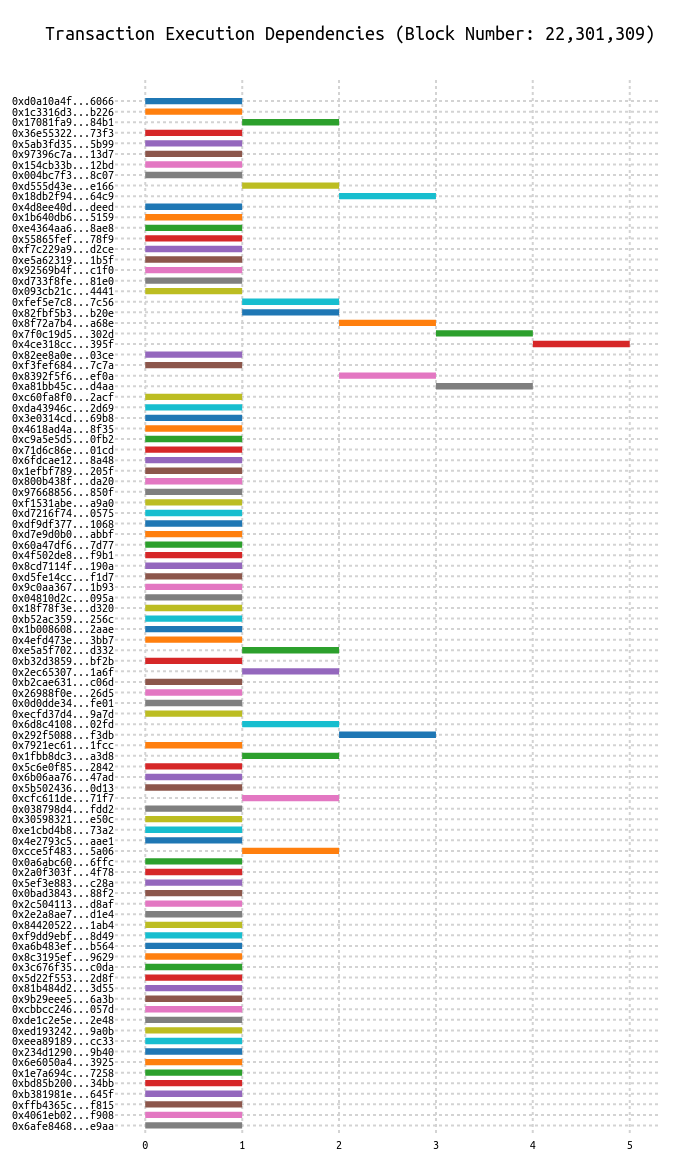 Transaction Execution Dependencies (Block Number: 22,301,309)
0xd0a10a4f...6066
0x1c3316d3...b226
0x17081fa9...84b1
0x36e55322...73f3
0x5ab3fd35...5b99
0x97396c7a...13d7
0x154cb33b...12bd
0x004bc7f3...8c07
0xd555d43e...e166
0x18db2f94...64c9
0x4d8ee40d...deed
0x1b640db6...5159
0xe4364aa6...8ae8
0x55865fef...78f9
0xf7c229a9...d2ce
0xe5a62319...1b5f
0x92569b4f...c1f0
0xd733f8fe...81e0
0x093cb21c...4441
0xfef5e7c8...7c56
0x82fbf5b3...b20e
0x8f72a7b4...a68e
0x7f0c19d5...302d
0x4ce318cc...395f
0x82ee8a0e...03ce
0xf3fef684...7c7a
0x8392f5f6...ef0a
0xa81bb45c...d4aa
0xc60fa8f0...2acf
0xda43946c...2d69
0x3e0314cd...69b8
0x4618ad4a...8f35
0xc9a5e5d5...0fb2
0x71d6c86e...01cd
0x6fdcae12...8a48
0x1efbf789...205f
0x800b438f...da20
0x97668856...850f
0xf1531abe...a9a0
0xd7216f74...0575
0xdf9df377...1068
0xd7e9d0b0...abbf
0x60a47df6...7d77
0x4f502de8...f9b1
0x8cd7114f...190a
0xd5fe14cc...f1d7
0x9c0aa367...1b93
0x04810d2c...095a
0x18f78f3e...d320
0xb52ac359...256c
0x1b008608...2aae
0x4efd473e...3bb7
0xe5a5f702...d332
0xb32d3859...bf2b
0x2ec65307...1a6f
0xb2cae631...c06d
0x26988f0e...26d5
0x0d0dde34...fe01
0xecfd37d4...9a7d
0x6d8c4108...02fd
0x292f5088...f3db
0x7921ec61...1fcc
0x1fbb8dc3...a3d8
0x5c6e0f85...2842
0x6b06aa76...47ad
0x5b502436...0d13
0xcfc611de...71f7
0x038798d4...fdd2
0x30598321...e50c
0xe1cbd4b8...73a2
0x4e2793c5...aae1
0xcce5f483...5a06
0x0a6abc60...6ffc
0x2a0f303f...4f78
0x5ef3e883...c28a
0x0bad3843...88f2
0x2c504113...d8af
0x2e2a8ae7...d1e4
0x84420522...1ab4
0xf9dd9ebf...8d49
0xa6b483ef...b564
0x8c3195ef...9629
0x3c676f35...c0da
0x5d22f553...2d8f
0x81b484d2...3d55
0x9b29eee5...6a3b
0xcbbcc246...057d
0xde1c2e5e...2e48
0xed193242...9a0b
0xeea89189...cc33
0x234d1290...9b40
0x6e6050a4...3925
0x1e7a694c...7258
0xbd85b200...34bb
0xb381981e...645f
0xffb4365c...f815
0x4061eb02...f908
0x6afe8468...e9aa
0 1 2 3 4 5